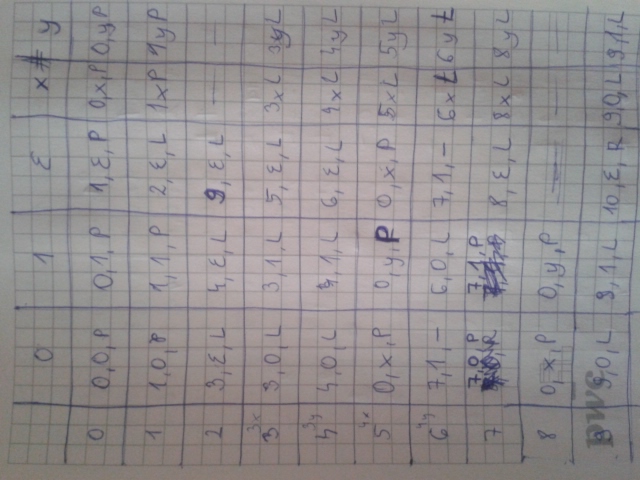 0 1 ε x # y
0 0,0,P 0,1,P 1,ε,P 0,x,P 0,yP
1 1,0,P 1,1,P 2,ε,L 1xP 1yP
2 3,ε,L 4,ε,L 9,ε,L — —
3 3x 3,0,L 3,1,L 5,ε,L 3xL 3yL
4 3y 4,0,L 4,1,L 6,ε,L 4xL 4yL
5 4x 0,x,P 0,y,P 0,x,P 5xL 5yL
6 4y 7,1,– 6,0,L 7,1,– 6xL 6yL
7 7,0,P 7,1,P 8,ε,L 8xL 8yL
8 0,x,P 0,y,P — — —
9 9,0,L 9,1,L 10,ε,R 9,0,L 9,1,L
pwe